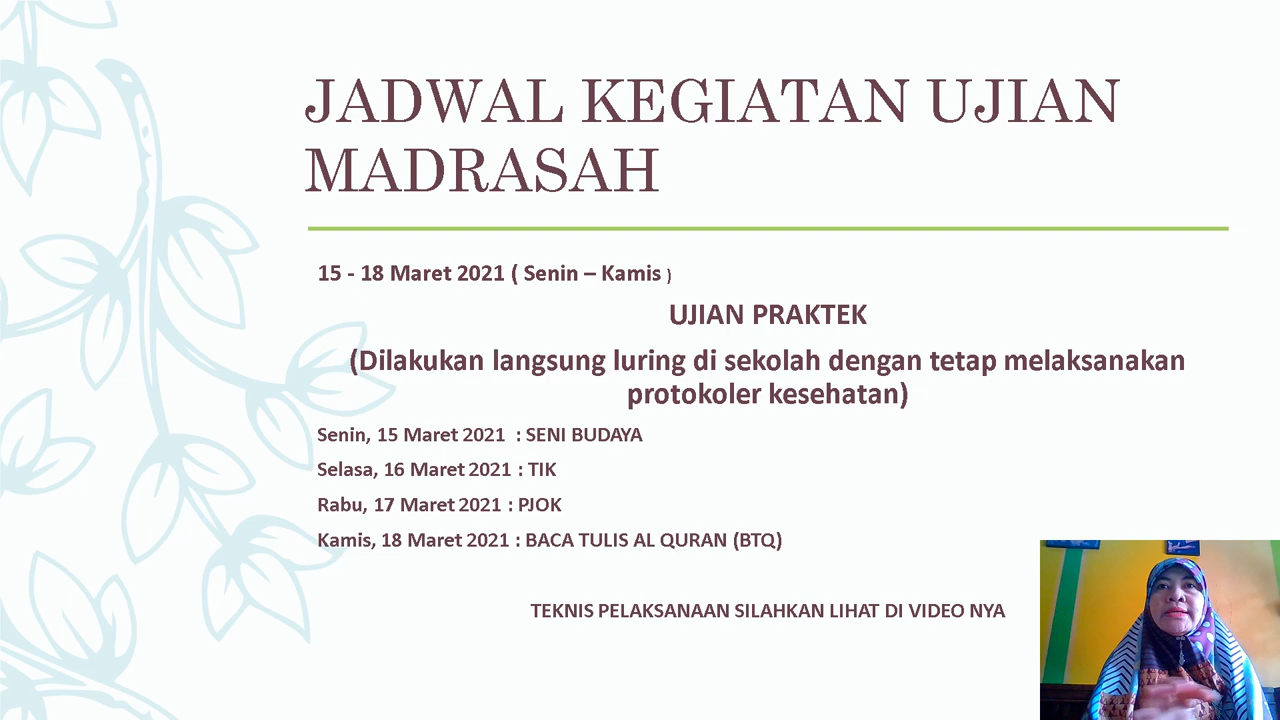 JADWAL KEGIATAN UJIAN
MADRASAH
15 - 18 Maret 2021 ( Senin – Kamis )
UJIAN PRAKTEK
(Dilakukan langsung luring di sekolah dengan tetap melaksanakan
protokoler kesehatan)
Senin, 15 Maret 2021 : SENI BUDAYA
Selasa, 16 Maret 2021 : TIK
Rabu, 17 Maret 2021 : PJOK
Kamis, 18 Maret 2021 : BACA TULIS AL QURAN (BTQ)
TEKNIS PELAKSANAAN SILAHKAN LIHAT DI VIDEO NYA